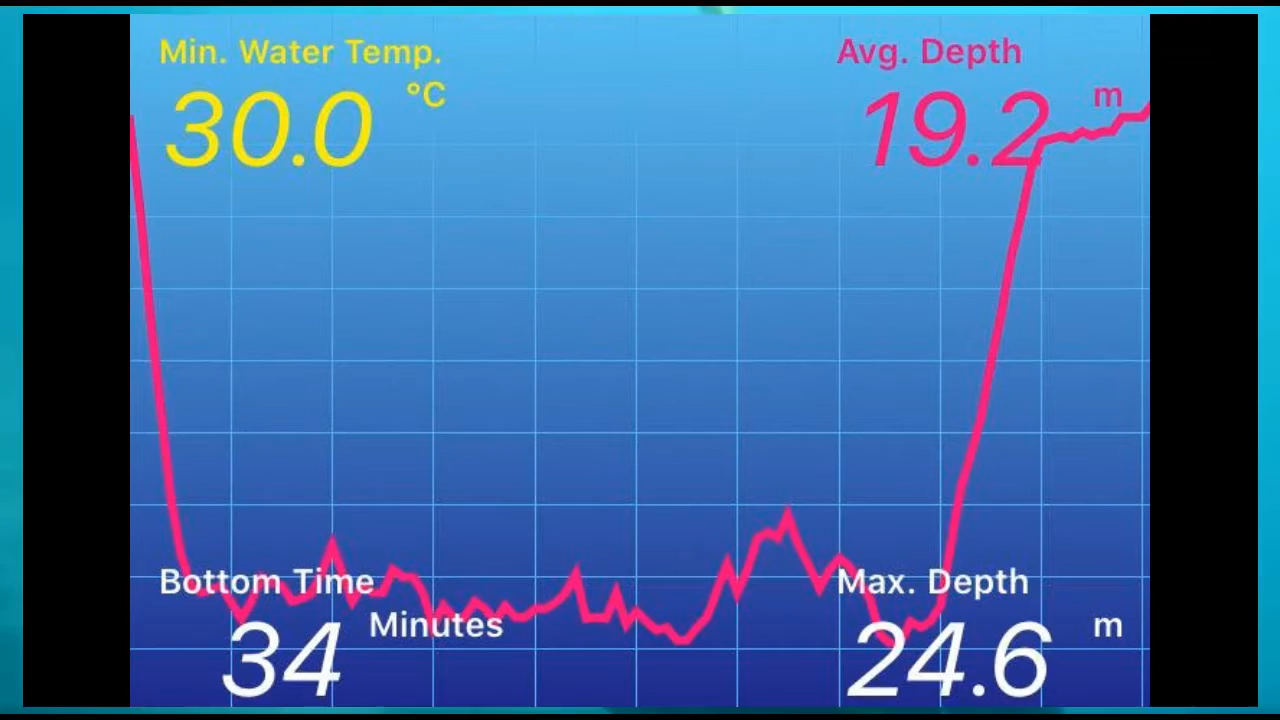 Min. Water Temp.
30.0 °C
Avg. Depth
19.2 m
Bottom Time
34 Minutes
Max. Depth
24.6 m